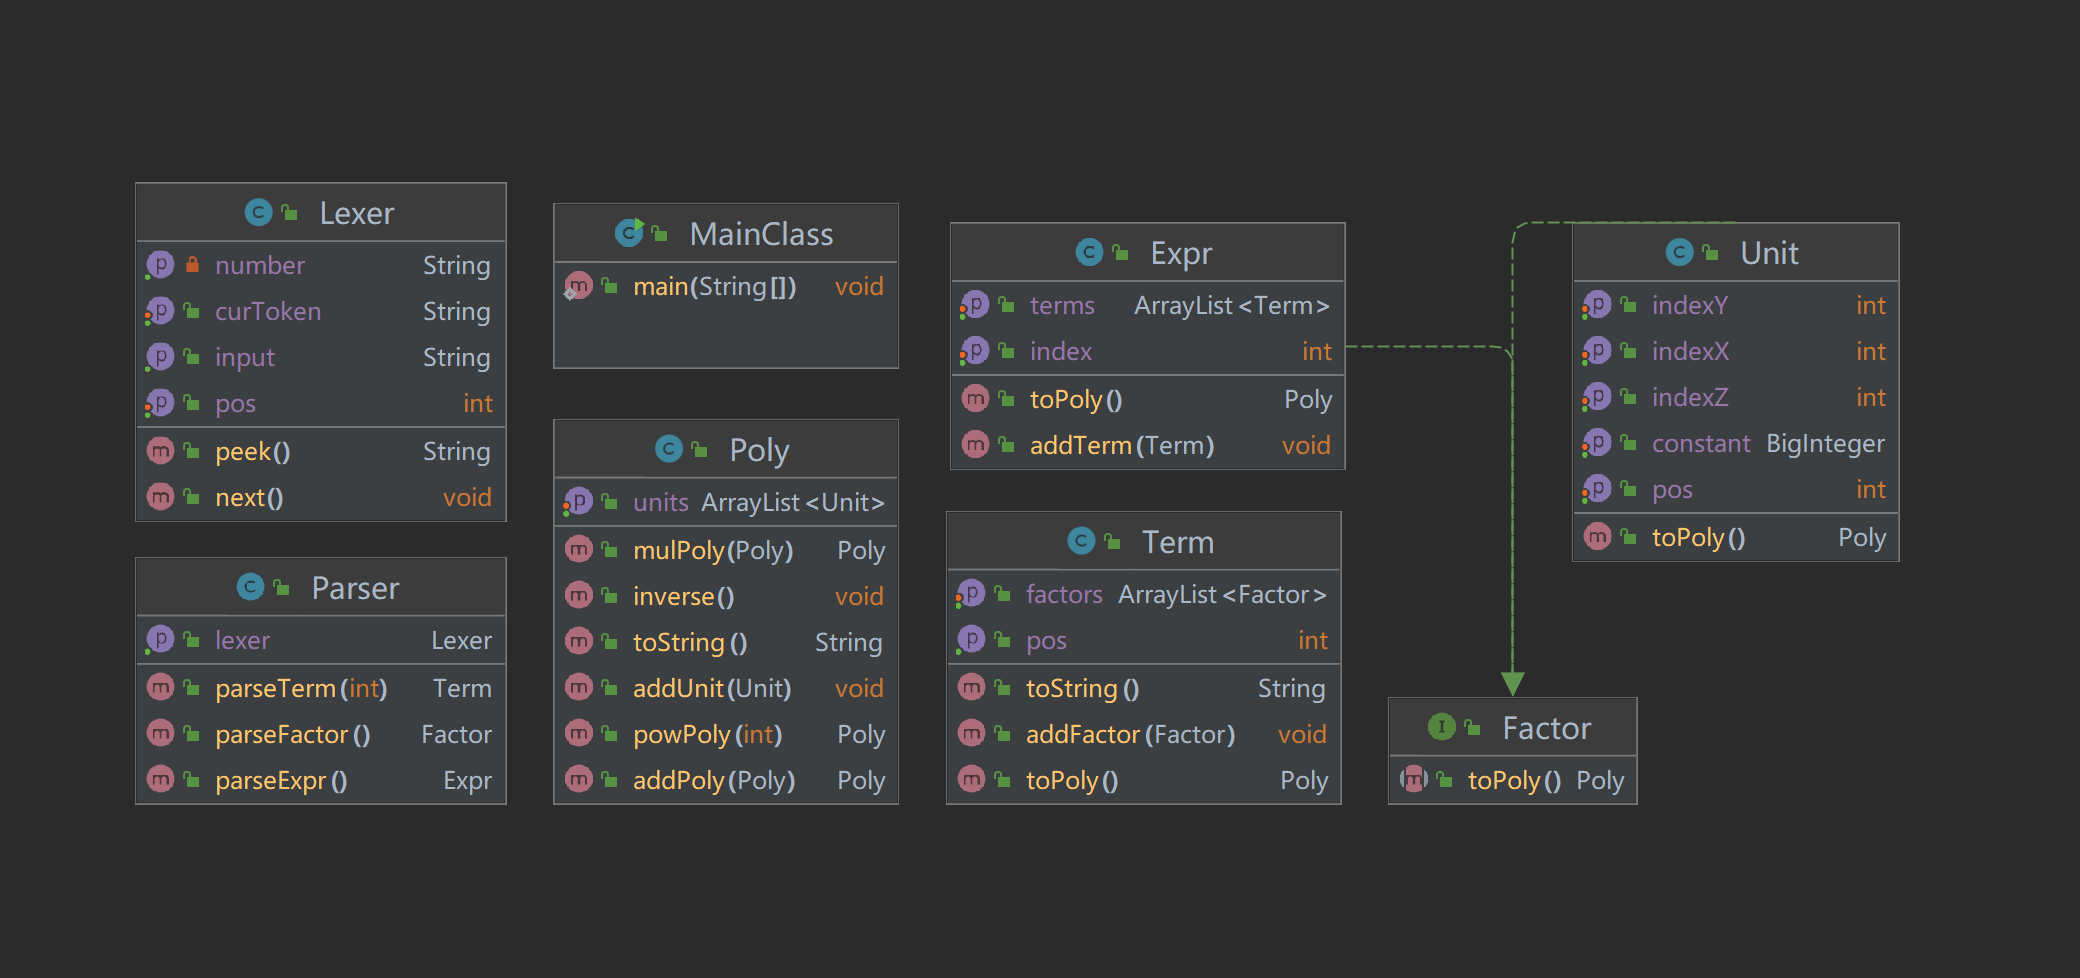 Lexer
number String
curToken String
input String
pos int
peek() String
next() void
Parser
lexer Lexer
parseTerm(int) Term
parseFactor() Factor
parseExpr() Expr
MainClass
main(String[]) void
Poly
units ArrayList<Unit>
mulPoly(Poly) Poly
inverse() void
toString() String
addUnit(Unit) void
powPoly(int) Poly
addPoly(Poly) Poly
Expr
terms ArrayList<Term>
index int
toPoly() Poly
addTerm(Term) void
Term
factors ArrayList<Factor>
pos int
toString() String
addFactor(Factor) void
toPoly() Poly
Unit
indexY int
indexX int
indexZ int
constant BigInteger
pos int
toPoly() Poly
Factor
toPoly() Poly